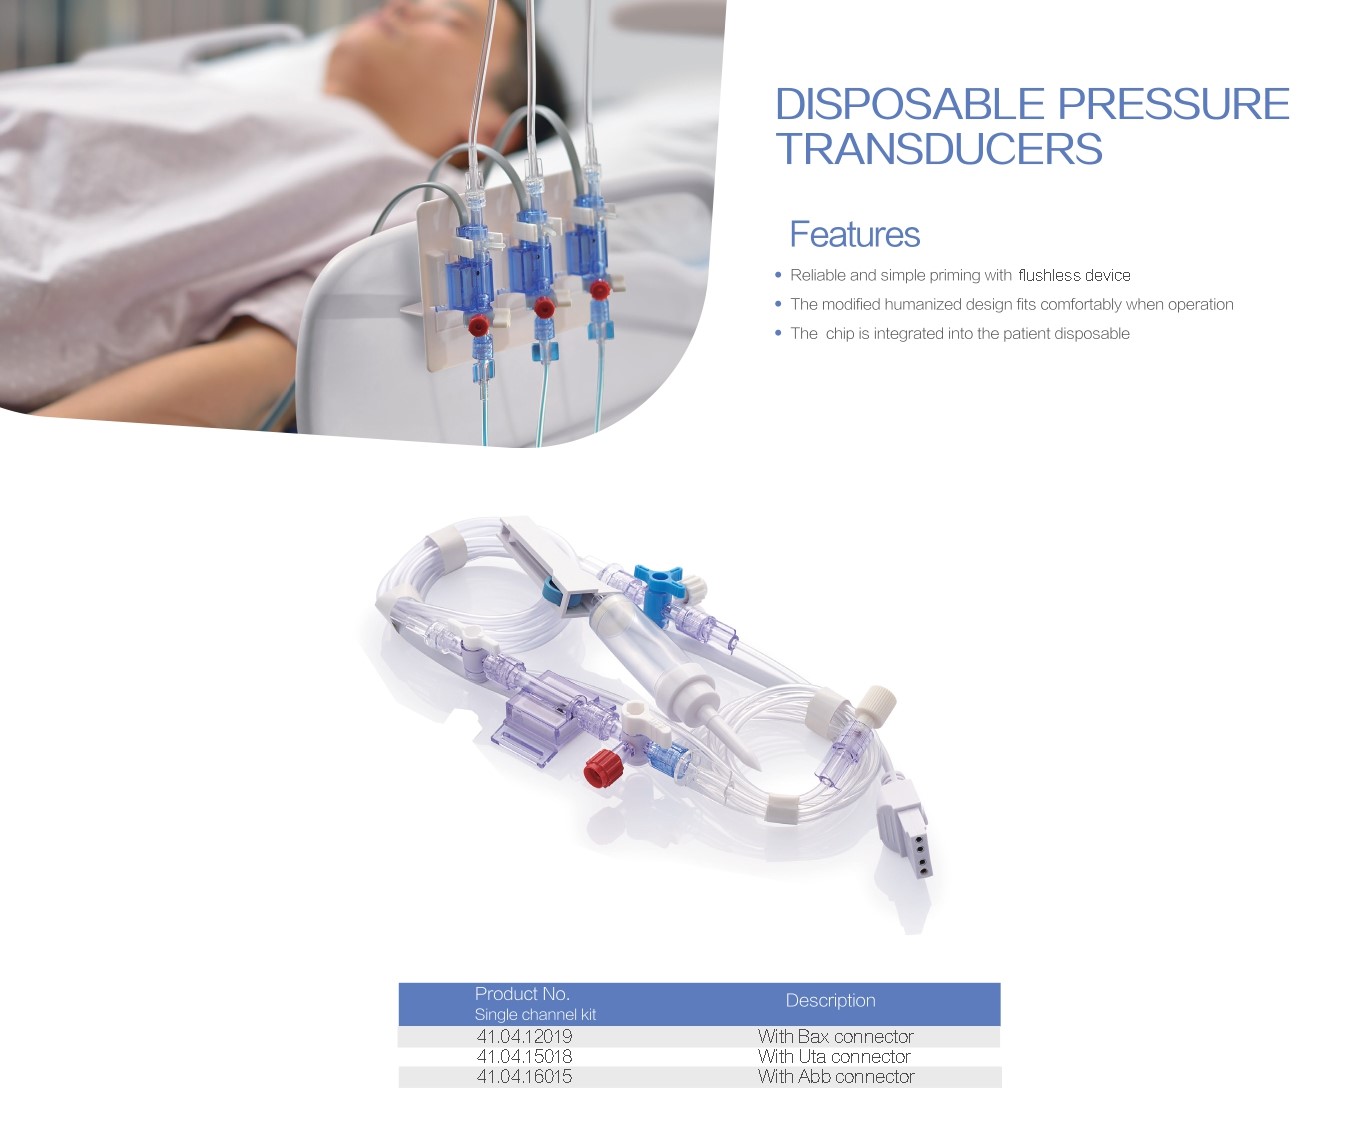 DISPOSABLE PRESSURE
TRANSDUCERS
Features
• Reliable and simple priming with flushless device
• The modified humanized design fits comfortably when operation
• The chip is integrated into the patient disposable
Product No. Description
Single channel kit
41.04.12019 With Bax connector
41.04.15018 With Uta connector
41.04.16015 With Abb connector